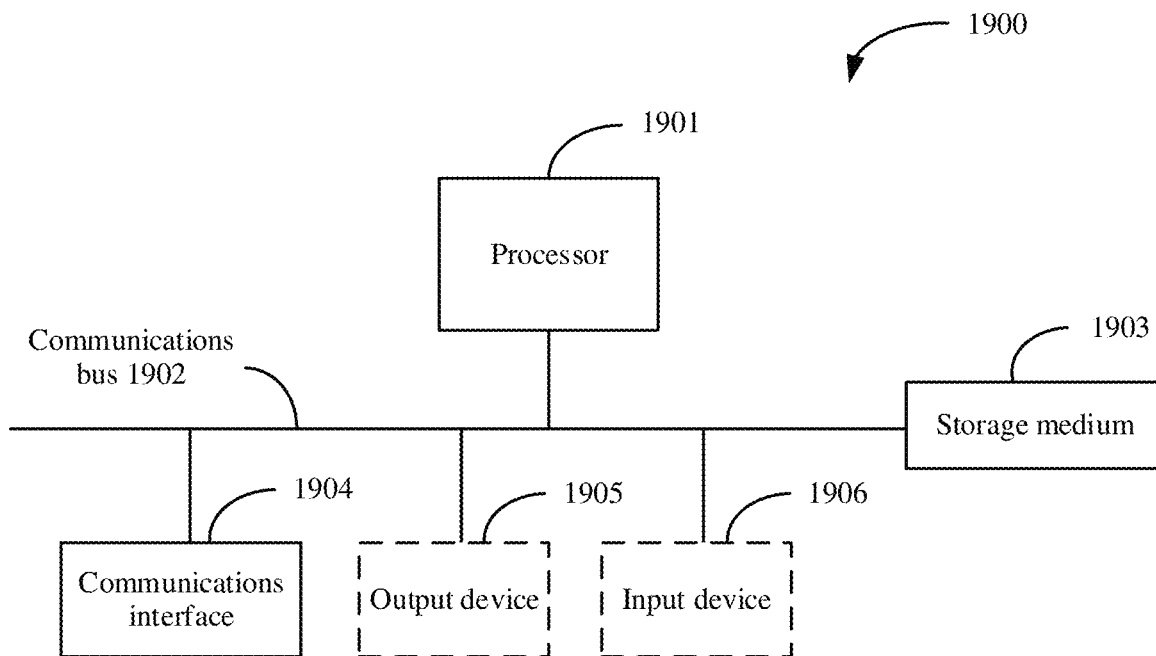 1900
1901
Processor
Communications
bus 1902
1903
Storage medium
1904
1905
1906
Communications
interface
Output device
Input device